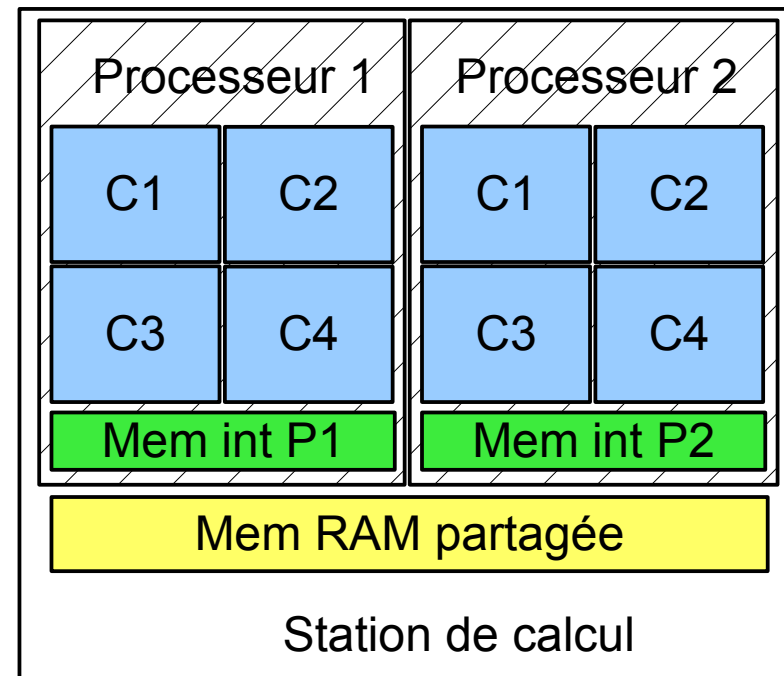 Processeur 1
Processeur 2
C1
C2
C1
C2
C3
C4
C3
C4
Mem int P1
Mem int P2
Mem RAM partagée
Station de calcul